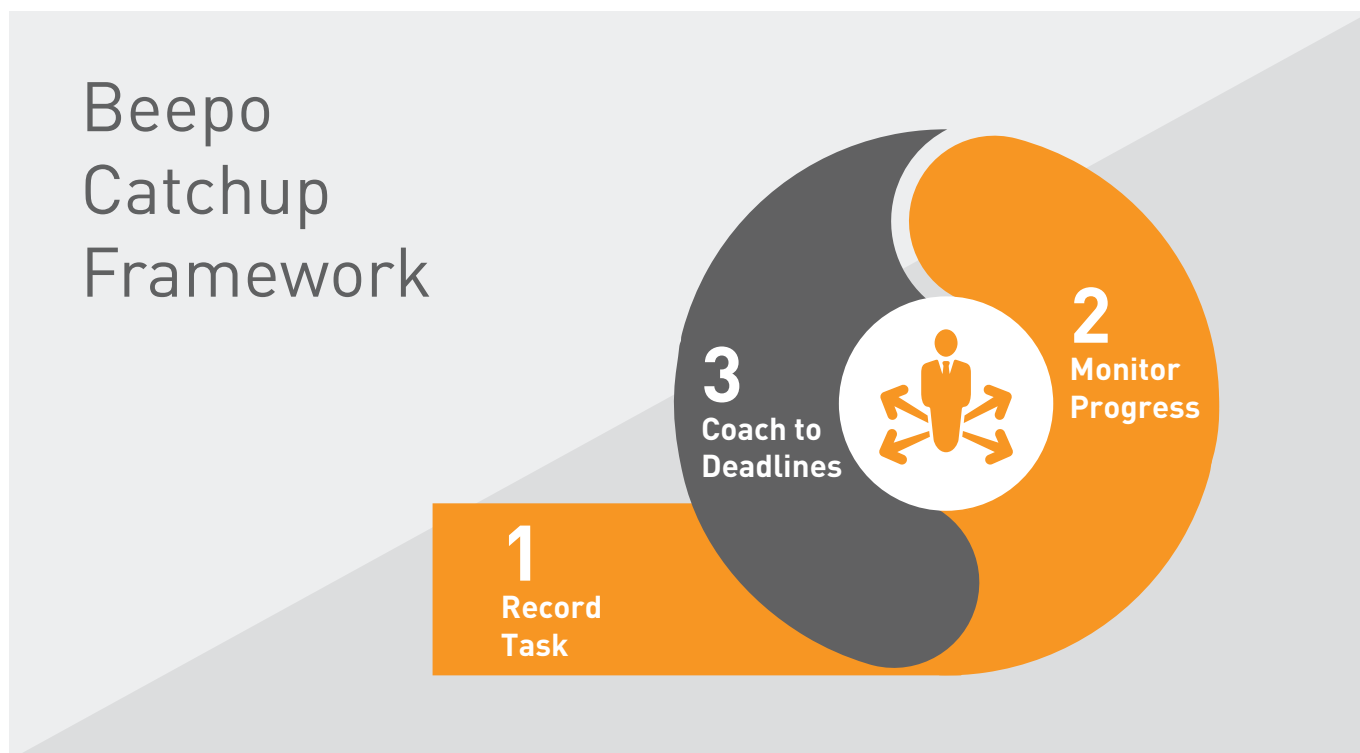 Beepo
Catchup
Framework
1
Record
Task
2
Monitor
Progress
3
Coach to
Deadlines